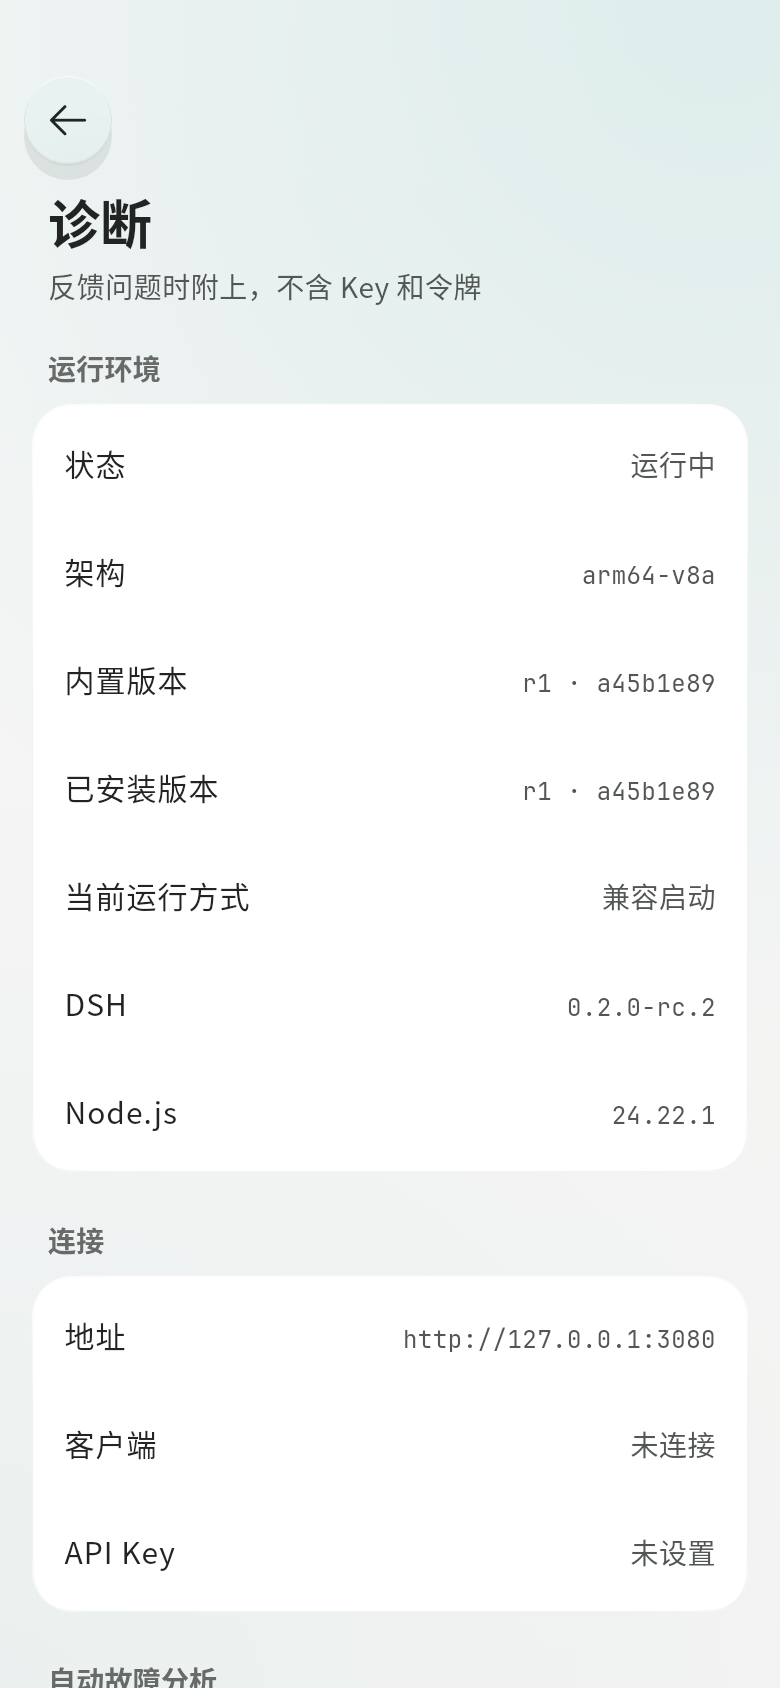 诊断
反馈问题时附上，不含 Key 和令牌
运行环境
状态 运行中
架构 arm64-v8a
内置版本 r1 · a45b1e89
已安装版本 r1 · a45b1e89
当前运行方式 兼容启动
DSH 0.2.0-rc.2
Node.js 24.22.1
连接
地址 http://127.0.0.1:3080
客户端 未连接
API Key 未设置
自动故障分析